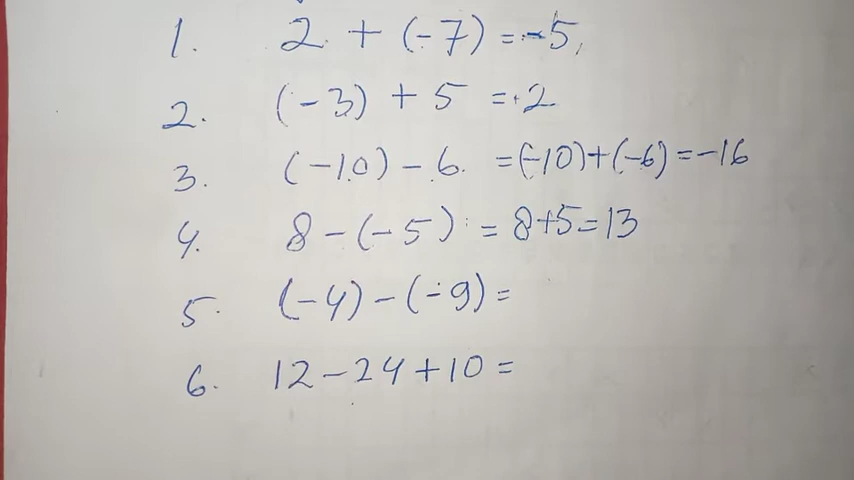 1. 2 + (-7) = -5,
2. (-3) + 5 = 2
3. (-10) - 6 = (-10)+(-6) = -16
4. 8 - (-5) = 8+5=13
5. (-4) - (-9) =
6. 12 - 24 + 10 =